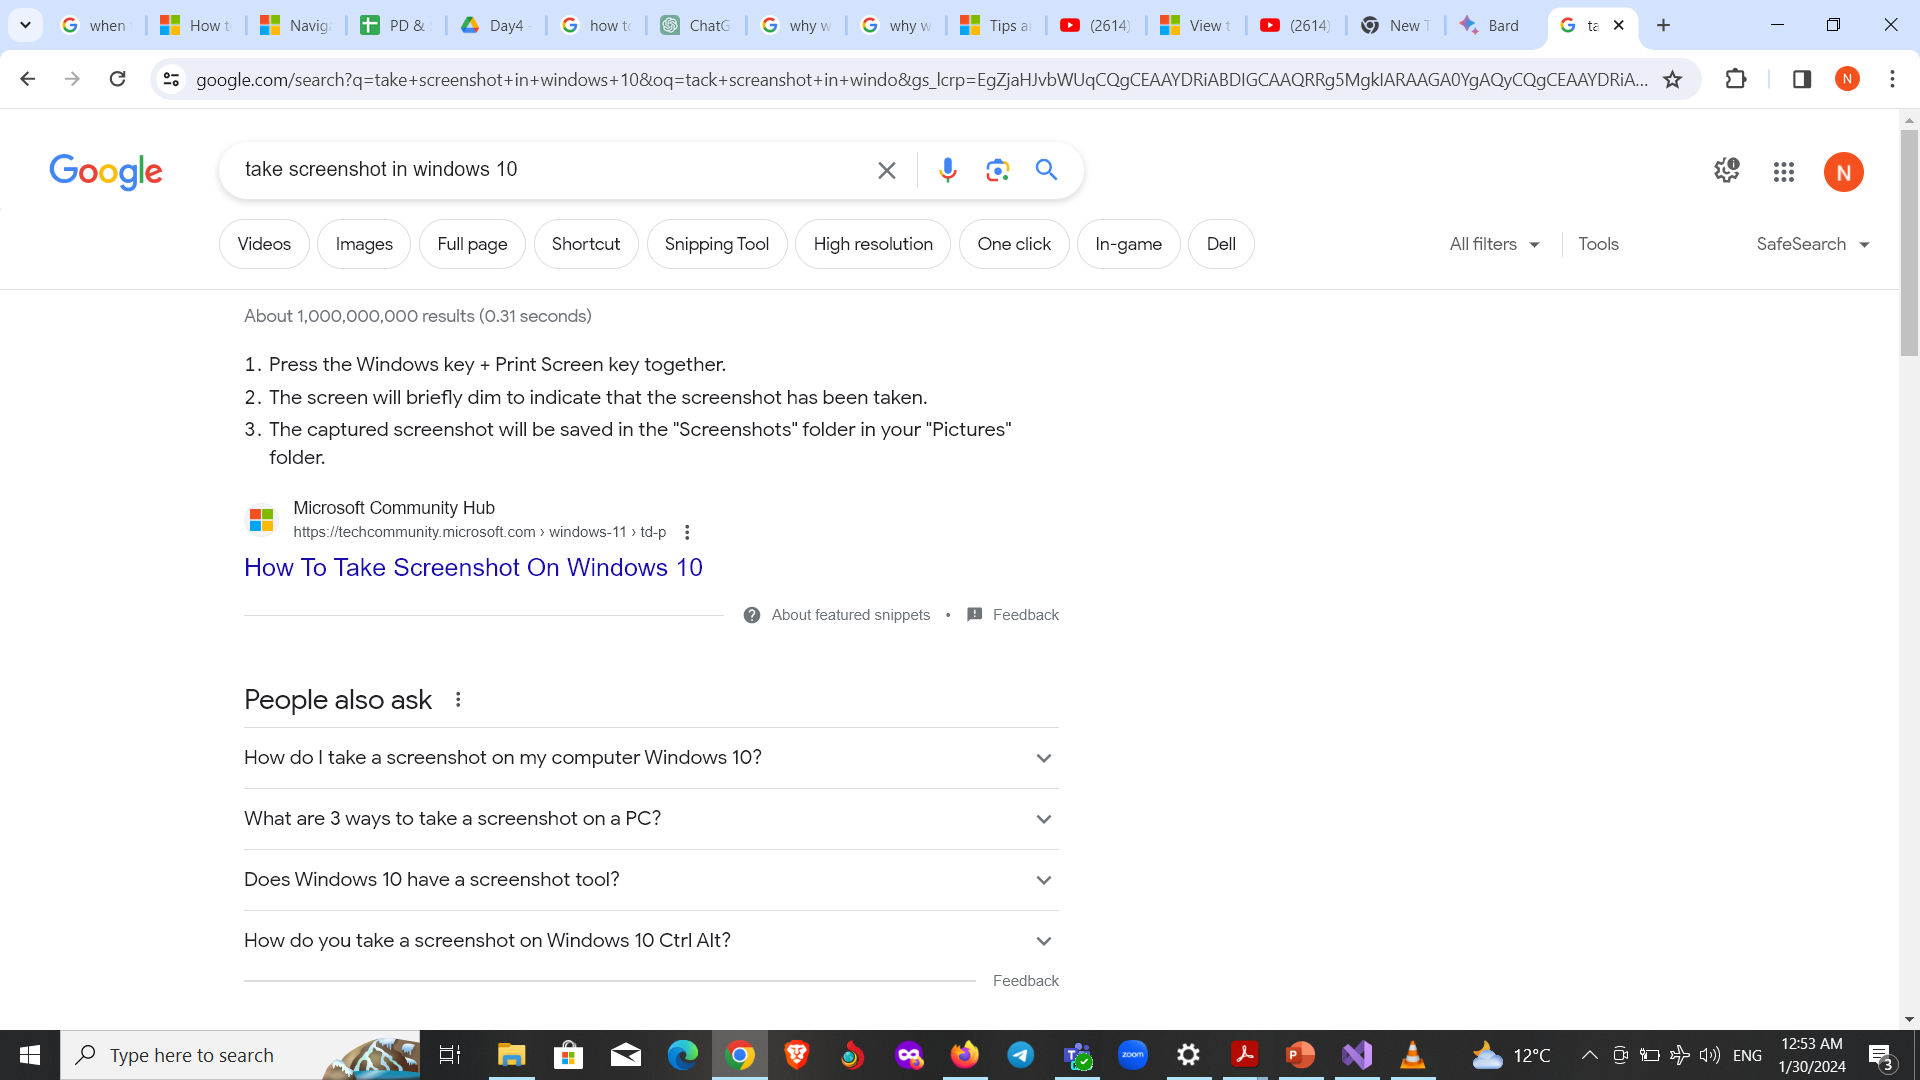 when
How t
Naviga
PD &
Day4
how to
ChatG
why w
why w
Tips a
(2614)
View t
(2614)
New T
Bard
ta
google.com/search?q=take+screenshot+in+windows+10&oq=tack+screanshot+in+windo&gs_lcrp=EgZjaHJvbWUqCQgCEAAYDRiABDIGCAAQRRg5MgkIARAAGA0YgAQyCQgCEAAYDRiA...
N
Google
take screenshot in windows 10
N
Videos
Images
Full page
Shortcut
Snipping Tool
High resolution
One click
In-game
Dell
All filters
Tools
SafeSearch
About 1,000,000,000 results (0.31 seconds)
1. Press the Windows key + Print Screen key together.
2. The screen will briefly dim to indicate that the screenshot has been taken.
3. The captured screenshot will be saved in the "Screenshots" folder in your "Pictures"
folder.
Microsoft Community Hub
https://techcommunity.microsoft.com › windows-11 › td-p
How To Take Screenshot On Windows 10
About featured snippets • Feedback
People also ask
How do I take a screenshot on my computer Windows 10?
What are 3 ways to take a screenshot on a PC?
Does Windows 10 have a screenshot tool?
How do you take a screenshot on Windows 10 Ctrl Alt?
Feedback
Type here to search
zoom
12°C
ENG
12:53 AM
1/30/2024
3